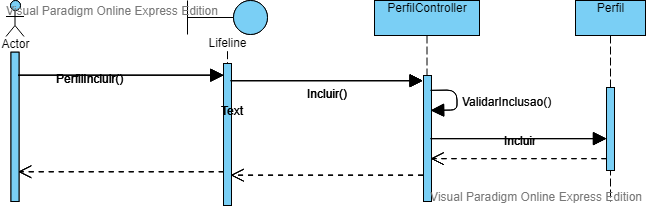 Visual Paradigm Online Express Edition
PerfilController
Perfil
Actor
Lifeline
PerfilIncluir()
Incluir()
ValidarInclusao()
Text
Incluir
Visual Paradigm Online Express Edition